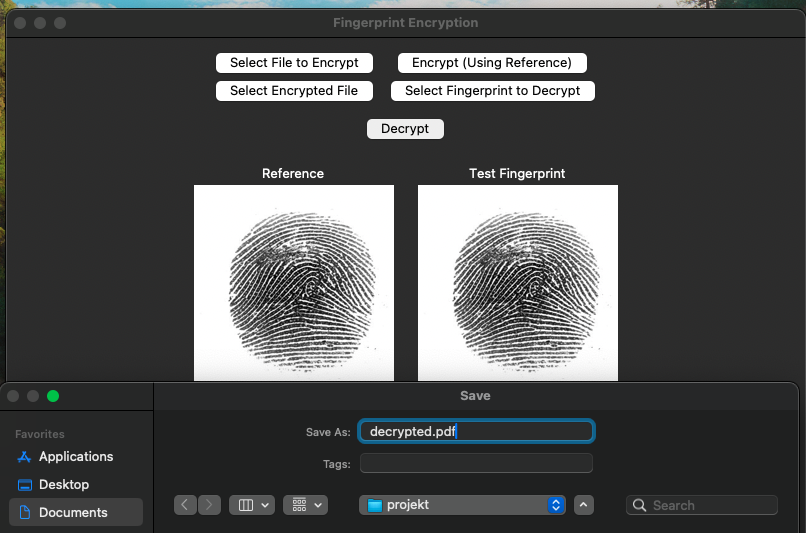 Fingerprint Encryption
Select File to Encrypt Encrypt (Using Reference)
Select Encrypted File Select Fingerprint to Decrypt
Decrypt
Reference Test Fingerprint
Save
Save As: decrypted.pdf
Favorites
Tags:
Applications
Desktop
projekt Search
Documents